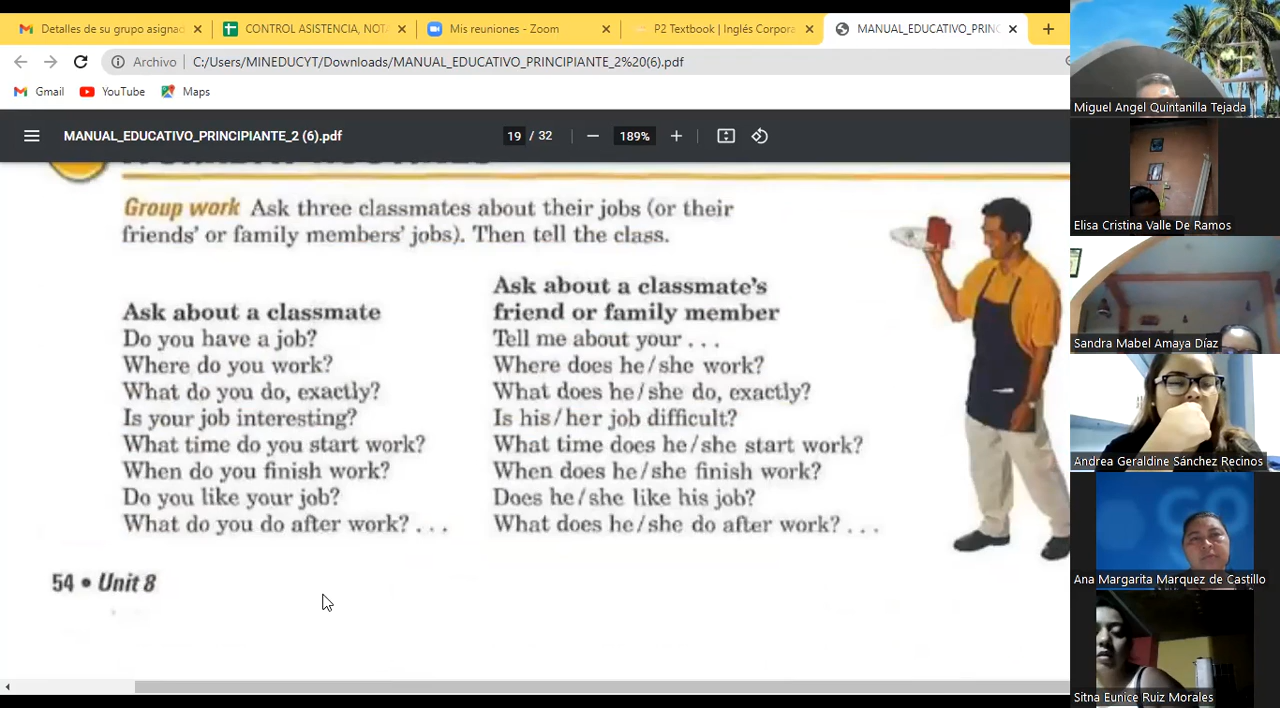 Detalles de su grupo asignad
CONTROL ASISTENCIA, NOT
Mis reuniones - Zoom
P2 Textbook | Inglés Corpora
MANUAL_EDUCATIVO_PRINC
Archivo
C:/Users/MINEDUCYT/Downloads/MANUAL_EDUCATIVO_PRINCIPIANTE_2%20(6).pdf
Gmail
YouTube
Maps
MANUAL_EDUCATIVO_PRINCIPIANTE_2 (6).pdf
19 / 32
189%
Group work Ask three classmates about their jobs (or their
friends' or family members' jobs). Then tell the class.
Ask about a classmate
Do you have a job?
Where do you work?
What do you do, exactly?
Is your job interesting?
What time do you start work?
When do you finish work?
Do you like your job?
What do you do after work? . . .
Ask about a classmate's
friend or family member
Tell me about your . . .
Where does he / she work?
What does he / she do, exactly?
Is his / her job difficult?
What time does he / she start work?
When does he / she finish work?
Does he / she like his job?
What does he / she do after work? . . .
54 • Unit 8
Miguel Angel Quintanilla Tejada
Elisa Cristina Valle De Ramos
Sandra Mabel Amaya Díaz
Andrea Geraldine Sánchez Recinos
Ana Margarita Marquez de Castillo
Sitna Eunice Ruiz Morales